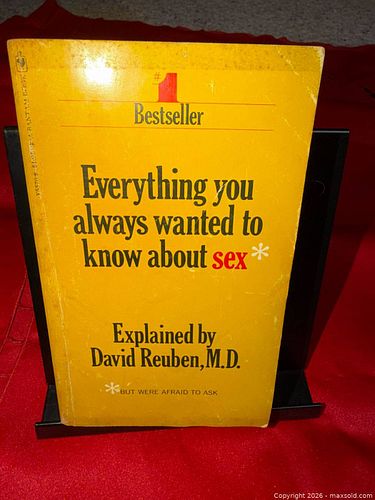 #1
Bestseller
Everything you
always wanted to
know about sex*
Explained by
David Reuben, M.D.
*BUT WERE AFRAID TO ASK
Copyright © 2026 - maxsold.com